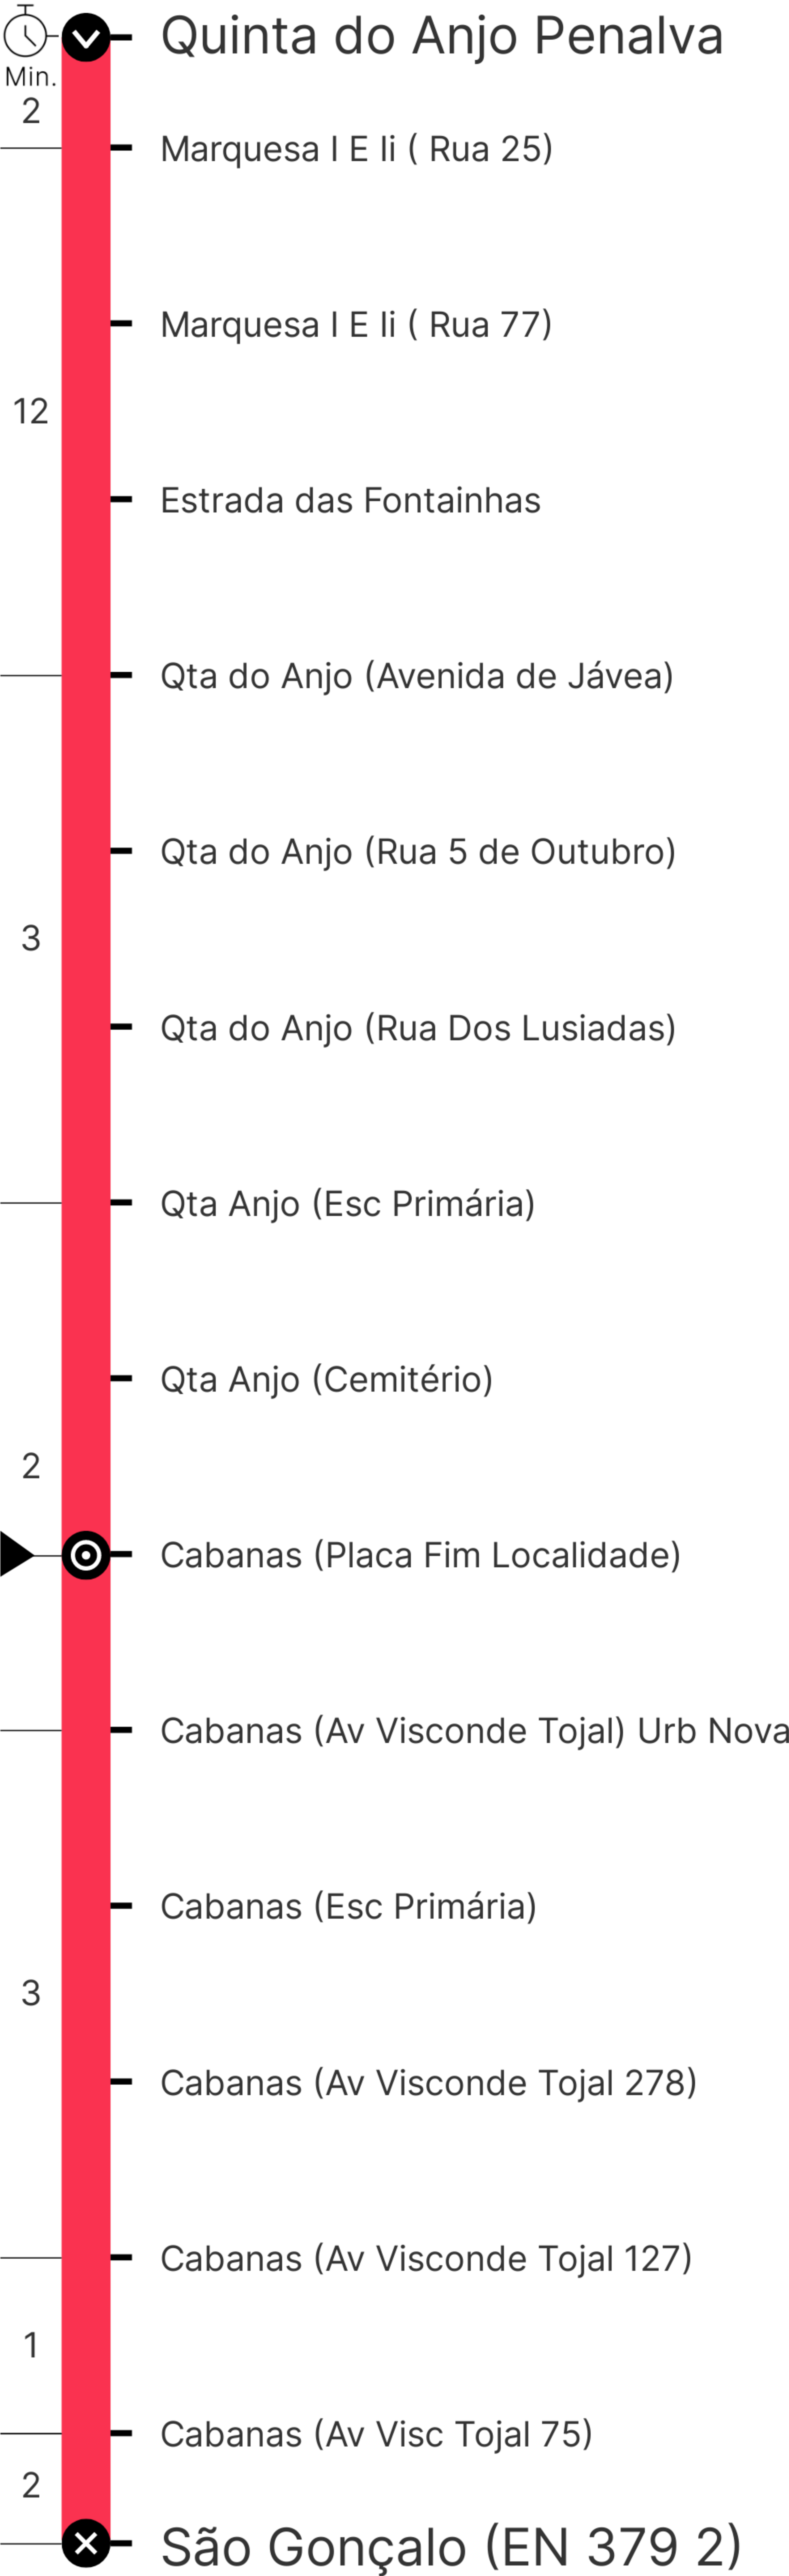 Quinta do Anjo Penalva
Min.
2
Marquesa I E Ii ( Rua 25)
Marquesa I E Ii ( Rua 77)
12
Estrada das Fontainhas
Qta do Anjo (Avenida de Jávea)
Qta do Anjo (Rua 5 de Outubro)
3
Qta do Anjo (Rua Dos Lusiadas)
Qta Anjo (Esc Primária)
Qta Anjo (Cemitério)
2
Cabanas (Placa Fim Localidade)
Cabanas (Av Visconde Tojal) Urb Nova
Cabanas (Esc Primária)
3
Cabanas (Av Visconde Tojal 278)
Cabanas (Av Visconde Tojal 127)
1
Cabanas (Av Visc Tojal 75)
2
São Gonçalo (EN 379 2)